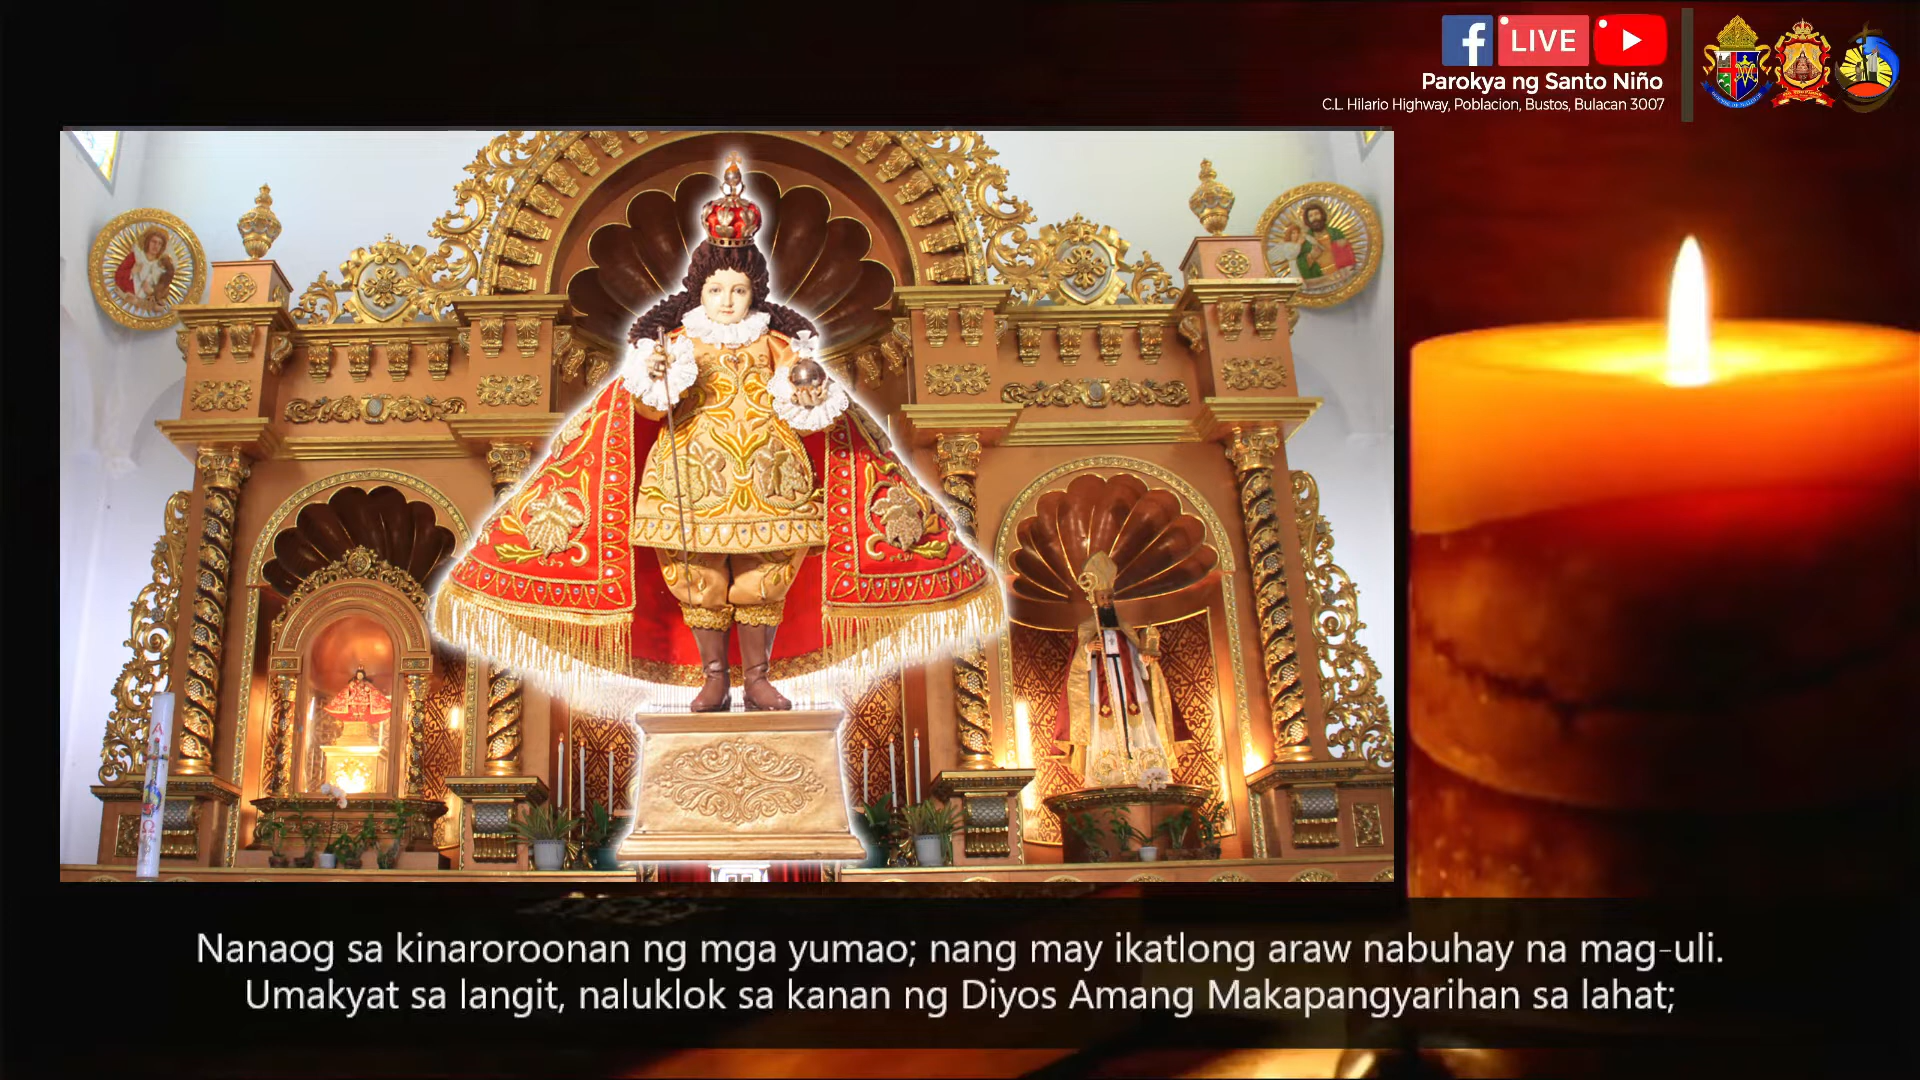 LIVE
Parokya ng Santo Niño
C.L. Hilario Highway, Poblacion, Bustos, Bulacan 3007
Nanaog sa kinaroroonan ng mga yumao; nang may ikatlong araw nabuhay na mag-uli.
Umakyat sa langit, naluklok sa kanan ng Diyos Amang Makapangyarihan sa lahat;